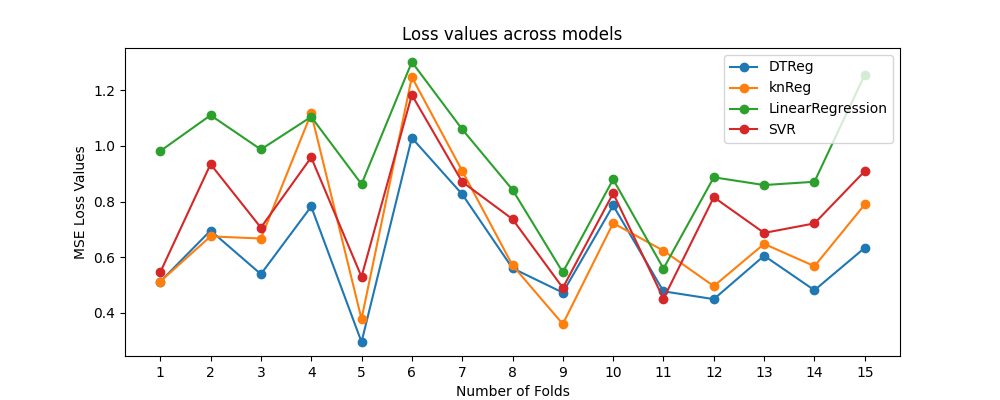 Loss values across models
DTReg
knReg
LinearRegression
SVR
MSE Loss Values
1.2
1.0
0.8
0.6
0.4
1 2 3 4 5 6 7 8 9 10 11 12 13 14 15
Number of Folds